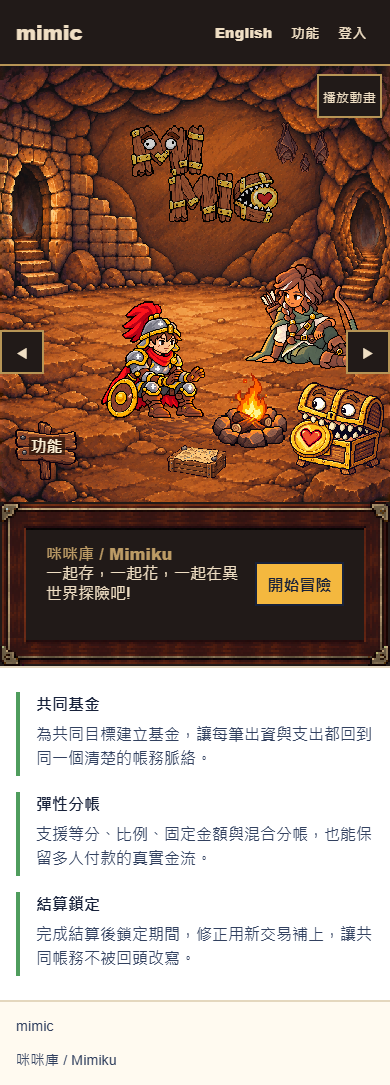 mimic
English 功能 登入
播放動畫
MiMiC
功能
咪咪庫 / Mimiku
一起存，一起花，一起在異
世界探險吧!
開始冒險
共同基金
為共同目標建立基金，讓每筆出資與支出都回到
同一個清楚的帳務脈絡。
彈性分帳
支援等分、比例、固定金額與混合分帳，也能保
留多人付款的真實金流。
結算鎖定
完成結算後鎖定期間，修正用新交易補上，讓共
同帳務不被回頭改寫。
mimic
咪咪庫 / Mimiku